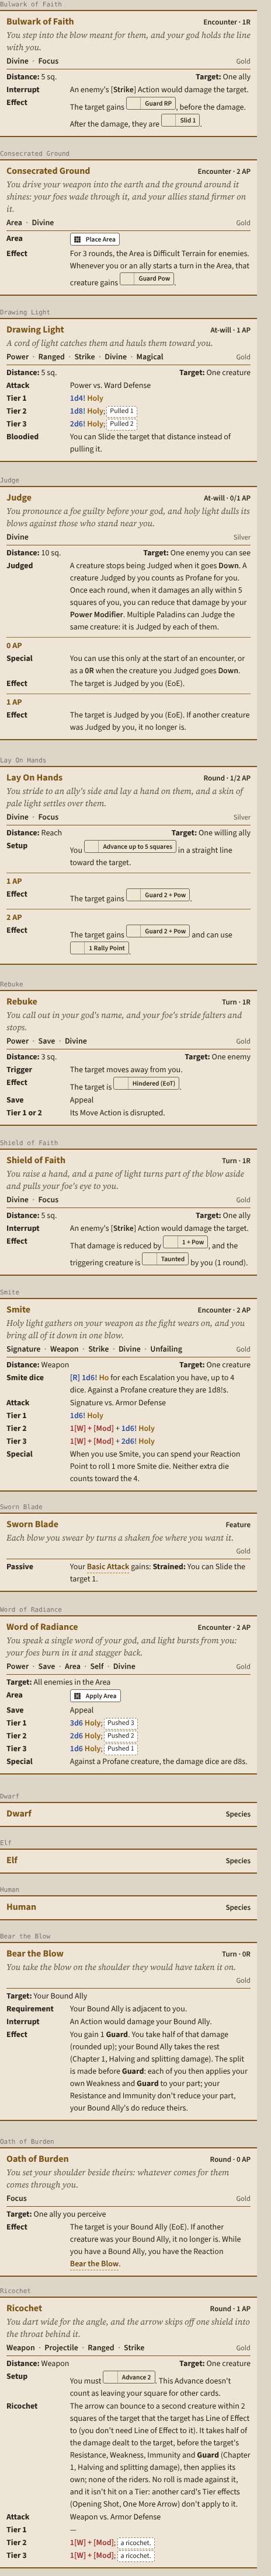 Bulwark of Faith
Bulwark of Faith Encounter · 1R
You step into the blow meant for them, and your god holds the line
with you.
Divine · Focus Gold
Distance: 5 sq. Target: One ally
Interrupt An enemy's [Strike] Action would damage the target.
Effect The target gains Guard RP, before the damage.
After the damage, they are Slid 1.
Consecrated Ground
Consecrated Ground Encounter · 2 AP
You drive your weapon into the earth and the ground around it
shines: your foes wade through it, and your allies stand firmer on
it.
Area · Divine Gold
Area Place Area
Effect For 3 rounds, the Area is Difficult Terrain for enemies.
Whenever you or an ally starts a turn in the Area, that
creature gains Guard Pow.
Drawing Light
Drawing Light At-will · 1 AP
A cord of light catches them and hauls them toward you.
Power · Ranged · Strike · Divine · Magical Gold
Distance: 5 sq. Target: One creature
Attack Power vs. Ward Defense
Tier 1 1d4! Holy
Tier 2 1d8! Holy; Pulled 1
Tier 3 2d6! Holy; Pulled 2
Bloodied You can Slide the target that distance instead of
pulling it.
Judge
Judge At-will · 0/1 AP
You pronounce a foe guilty before your god, and holy light dulls its
blows against those who stand near you.
Divine Silver
Distance: 10 sq. Target: One enemy you can see
Judged A creature stops being Judged when it goes Down. A
creature Judged by you counts as Profane for you.
Once each round, when it damages an ally within 5
squares of you, you can reduce that damage by your
Power Modifier. Multiple Paladins can Judge the
same creature: it is Judged by each of them.
0 AP
Special You can use this only at the start of an encounter, or
as a 0R when the creature you Judged goes Down.
Effect The target is Judged by you (EoE).
1 AP
Effect The target is Judged by you (EoE). If another creature
was Judged by you, it no longer is.
Lay On Hands
Lay On Hands Round · 1/2 AP
You stride to an ally's side and lay a hand on them, and a skin of
pale light settles over them.
Divine · Focus Silver
Distance: Reach Target: One willing ally
Setup You Advance up to 5 squares in a straight line
toward the target.
1 AP
Effect The target gains Guard 2 + Pow.
2 AP
Effect The target gains Guard 2 + Pow and can use
1 Rally Point.
Rebuke
Rebuke Turn · 1R
You call out in your god's name, and your foe's stride falters and
stops.
Power · Save · Divine Gold
Distance: 3 sq. Target: One enemy
Trigger The target moves away from you.
Effect The target is Hindered (EoT).
Save Appeal
Tier 1 or 2 Its Move Action is disrupted.
Shield of Faith
Shield of Faith Turn · 1R
You raise a hand, and a pane of light turns part of the blow aside
and pulls your foe's eye to you.
Divine · Focus Gold
Distance: 5 sq. Target: One ally
Interrupt An enemy's [Strike] Action would damage the target.
Effect That damage is reduced by 1 + Pow, and the
triggering creature is Taunted by you (1 round).
Smite
Smite Encounter · 2 AP
Holy light gathers on your weapon as the fight wears on, and you
bring all of it down in one blow.
Signature · Weapon · Strike · Divine · Unfailing Gold
Distance: Weapon Target: One creature
Smite dice [R] 1d6! Ho for each Escalation you have, up to 4
dice. Against a Profane creature they are 1d8!s.
Attack Signature vs. Armor Defense
Tier 1 1d6! Holy
Tier 2 1[W] + [Mod] + 1d6! Holy
Tier 3 1[W] + [Mod] + 2d6! Holy
Special When you use Smite, you can spend your Reaction
Point to roll 1 more Smite die. Neither extra die
counts toward the 4.
Sworn Blade
Sworn Blade Feature
Each blow you swear by turns a shaken foe where you want it.
Gold
Passive Your Basic Attack gains: Strained: You can Slide the
target 1.
Word of Radiance
Word of Radiance Encounter · 2 AP
You speak a single word of your god, and light bursts from you:
your foes burn in it and stagger back.
Power · Save · Area · Self · Divine Gold
Target: All enemies in the Area
Area Apply Area
Save Appeal
Tier 1 3d6 Holy; Pushed 3
Tier 2 2d6 Holy; Pushed 2
Tier 3 1d6 Holy; Pushed 1
Special Against a Profane creature, the damage dice are d8s.
Dwarf
Dwarf Species
Elf
Elf Species
Human
Human Species
Bear the Blow
Bear the Blow Turn · 0R
You take the blow on the shoulder they would have taken it on.
Gold
Target: Your Bound Ally
Requirement Your Bound Ally is adjacent to you.
Interrupt An Action would damage your Bound Ally.
Effect You gain 1 Guard. You take half of that damage
(rounded up); your Bound Ally takes the rest
(Chapter 1, Halving and splitting damage). The split
is made before Guard: each of you then applies your
own Weakness and Guard to your part; your
Resistance and Immunity don't reduce your part,
your Bound Ally's do reduce theirs.
Oath of Burden
Oath of Burden Round · 0 AP
You set your shoulder beside theirs: whatever comes for them
comes through you.
Focus Gold
Target: One ally you perceive
Effect The target is your Bound Ally (EoE). If another
creature was your Bound Ally, it no longer is. While
you have a Bound Ally, you have the Reaction
Bear the Blow.
Ricochet
Ricochet Round · 1 AP
You dart wide for the angle, and the arrow skips off one shield into
the throat behind it.
Weapon · Projectile · Ranged · Strike Gold
Distance: Weapon Target: One creature
Setup You must Advance 2. This Advance doesn't
count as leaving your square for other cards.
Ricochet The arrow can bounce to a second creature within 2
squares of the target that the target has Line of Effect
to (you don't need Line of Effect to it). It takes half of
the damage dealt to the target, before the target's
Resistance, Weakness, Immunity and Guard (Chapter
1, Halving and splitting damage), then applies its
own; none of the riders. No roll is made against it,
and it isn't hit on a Tier: another card's Tier effects
(Opening Shot, One More Arrow) don't apply to it.
Attack Weapon vs. Armor Defense
Tier 1 —
Tier 2 1[W] + [Mod]; a ricochet.
Tier 3 1[W] + [Mod]; a ricochet.